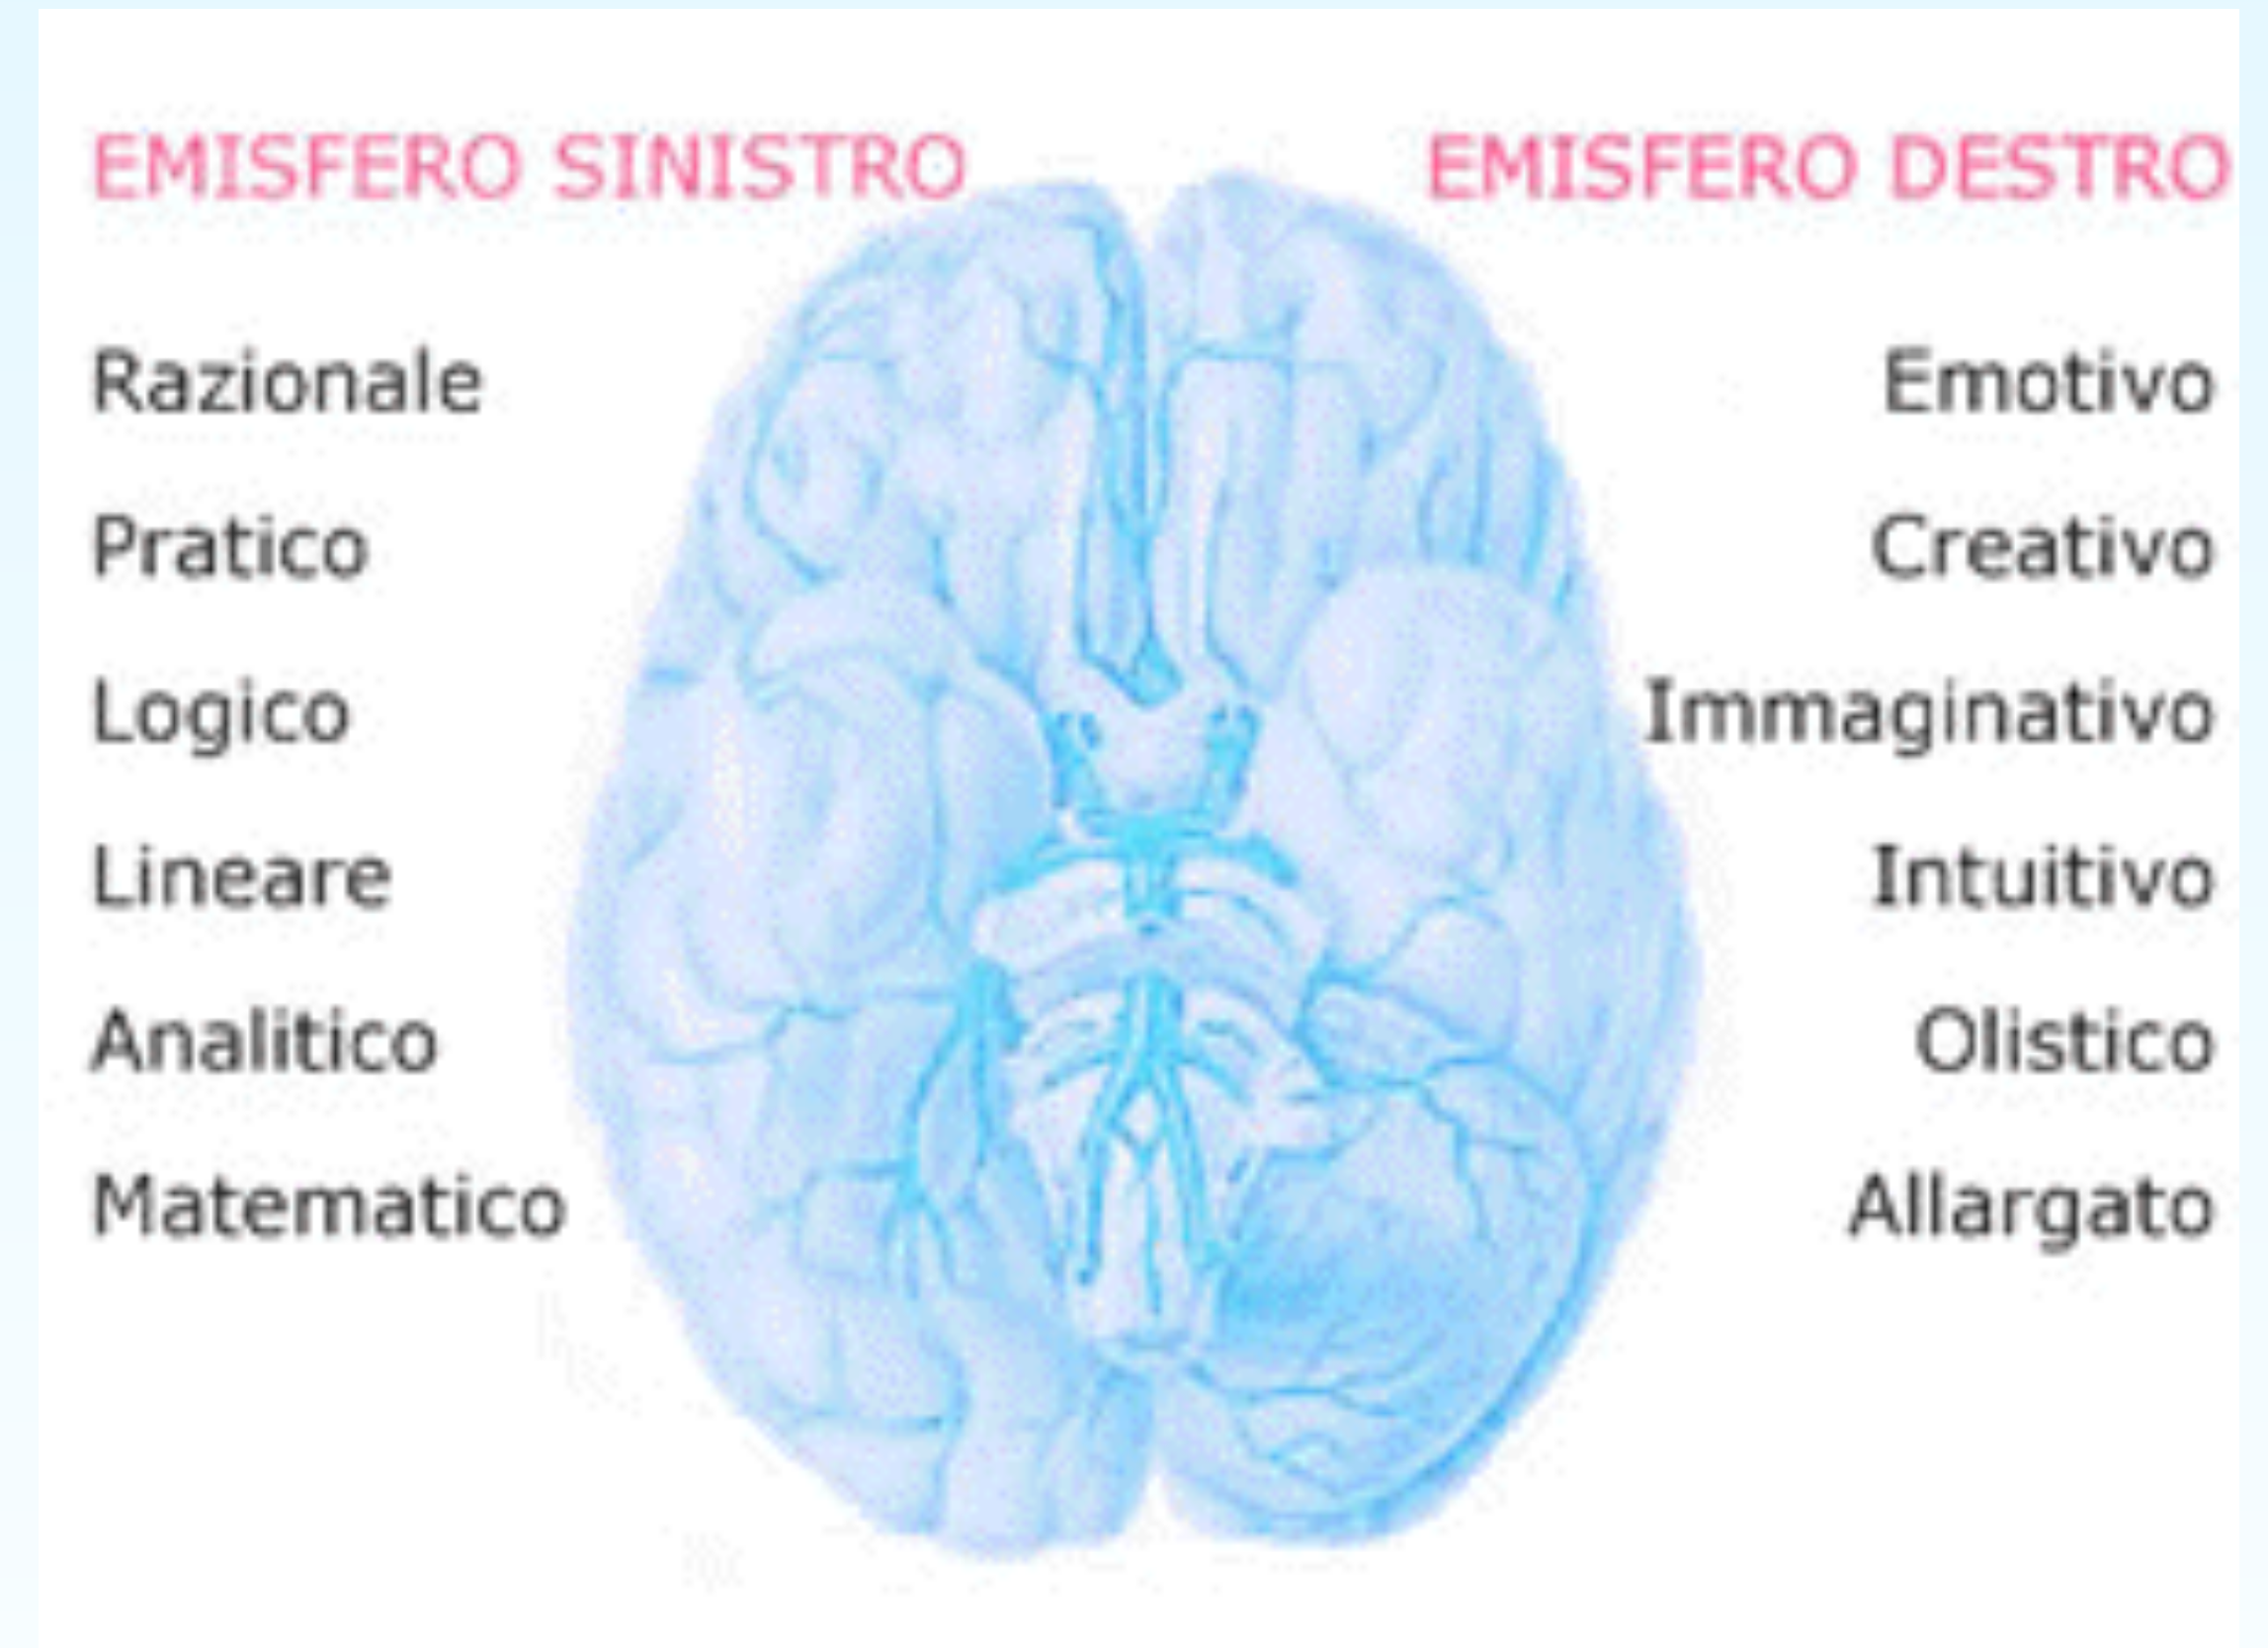 EMISFERO SINISTRO
Razionale
Pratico
Logico
Lineare
Analitico
Matematico
EMISFERO DESTRO
Emotivo
Creativo
Immaginativo
Intuitivo
Olistico
Allargato